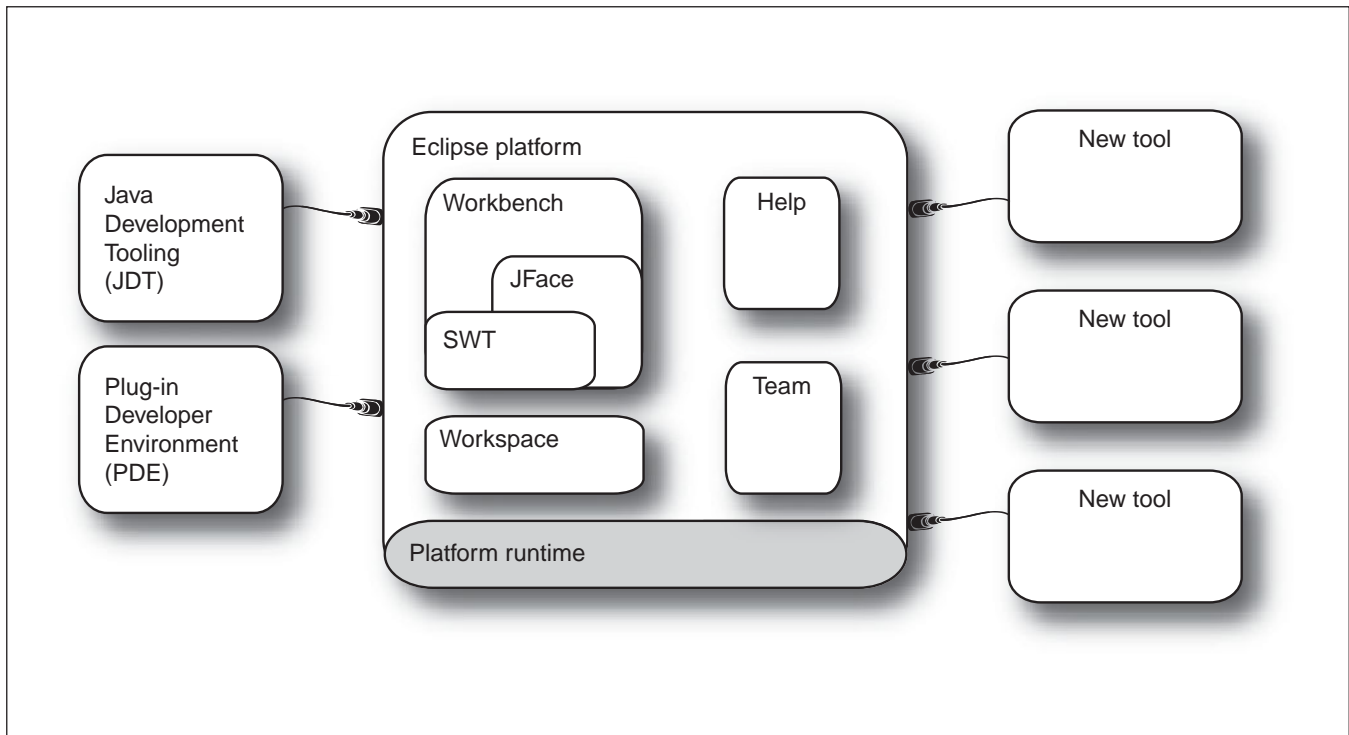 Eclipse platform
Java
Development
Tooling
(JDT)
Plug-in
Developer
Environment
(PDE)
Workbench
JFace
SWT
Workspace
Help
Team
Platform runtime
New tool
New tool
New tool